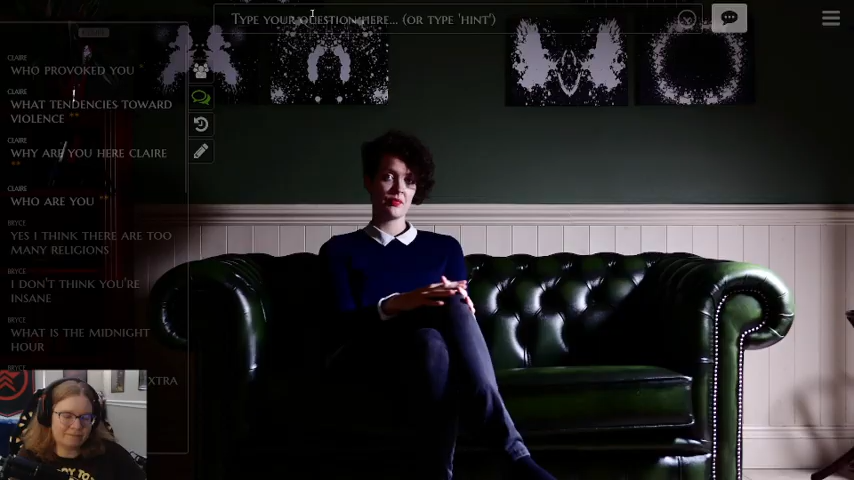 TYPE YOUR QUESTION HERE... (OR TYPE 'HINT')
CLAIRE
WHO PROVOKED YOU *
CLAIRE
WHAT TENDENCIES TOWARD
VIOLENCE **
CLAIRE
WHY ARE YOU HERE CLAIRE
**
CLAIRE
WHO ARE YOU **
BRYCE
YES I THINK THERE ARE TOO
MANY RELIGIONS
BRYCE
I DON'T THINK YOU'RE
INSANE
BRYCE
WHAT IS THE MIDNIGHT
HOUR
BRYCE